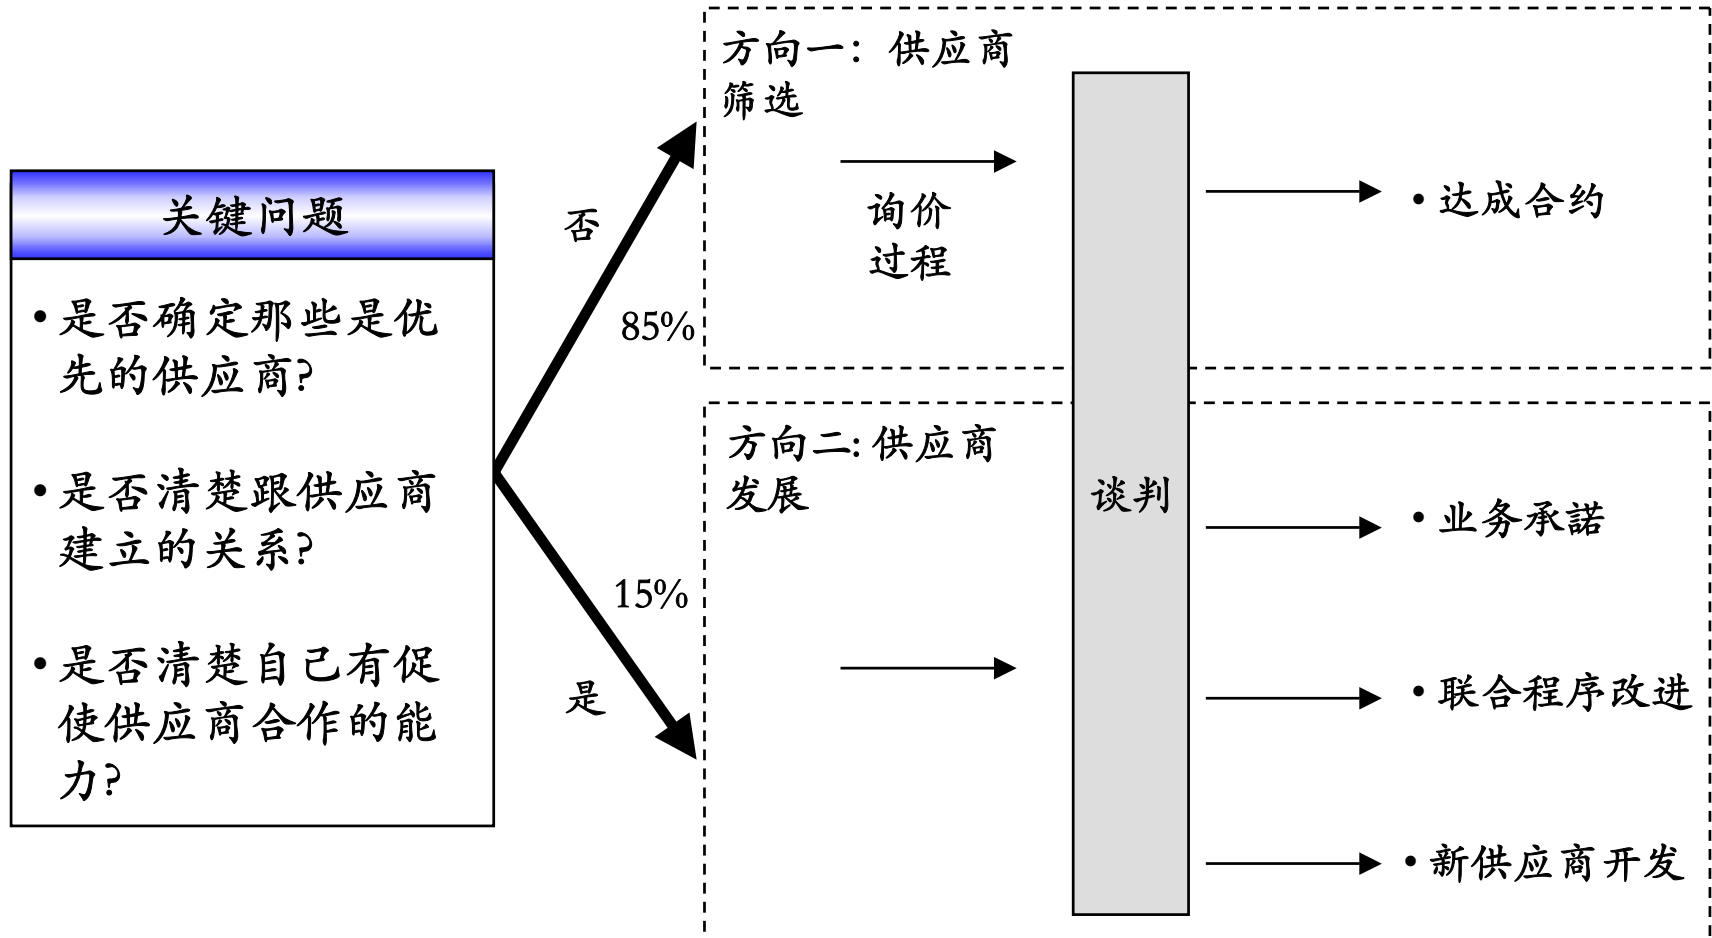 关键问题
• 是否确定那些是优
先的供应商?
• 是否清楚跟供应商
建立的关系?
• 是否清楚自己有促
使供应商合作的能
力?
否
85%
15%
是
方向一：供应商
筛选
询价
过程
• 达成合约
方向二: 供应商
发展
谈判
• 业务承諾
• 联合程序改进
• 新供应商开发